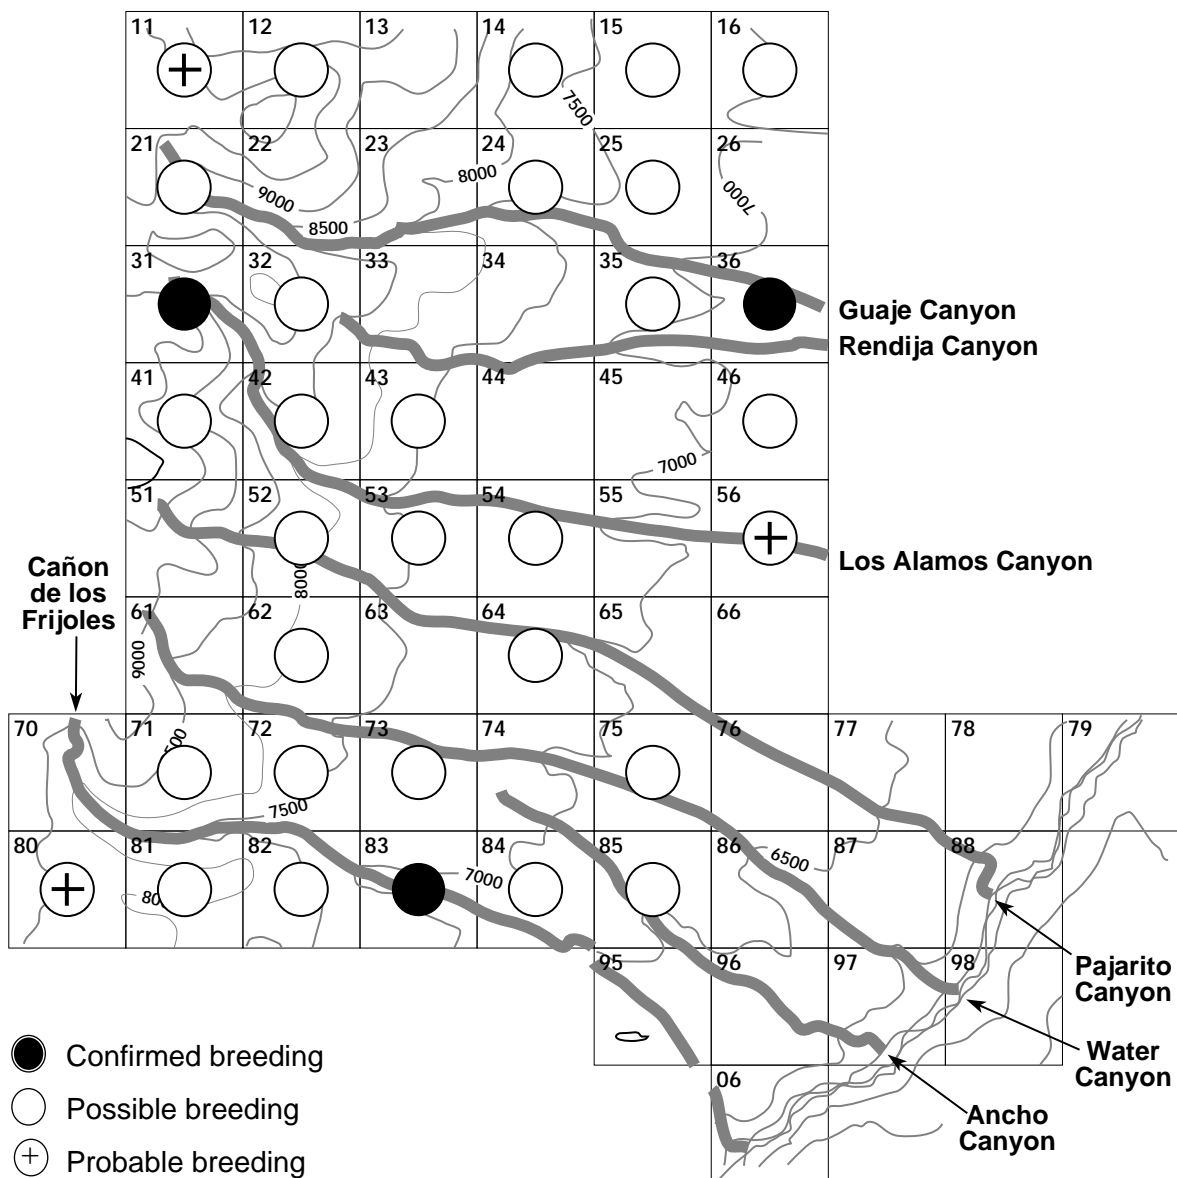 11 12 13 14 15 16
7500
21 22 23 24 25 26
8000
9000
7000
8500
31 32 33 34 35 36
Guaje Canyon
Rendija Canyon
41 42 43 44 45 46
7000
51 52 53 54 55 56
Los Alamos Canyon
Cañon
de los
Frijoles
8000
61 62 63 64 65 66
9000
70 71 72 73 74 75 76 77 78 79
500
7500
80 81 82 83 84 85 86 87 88
6500
7000
80
95 96 97 98
Pajarito
Canyon
Water
Canyon
06
Ancho
Canyon
Confirmed breeding
Possible breeding
Probable breeding